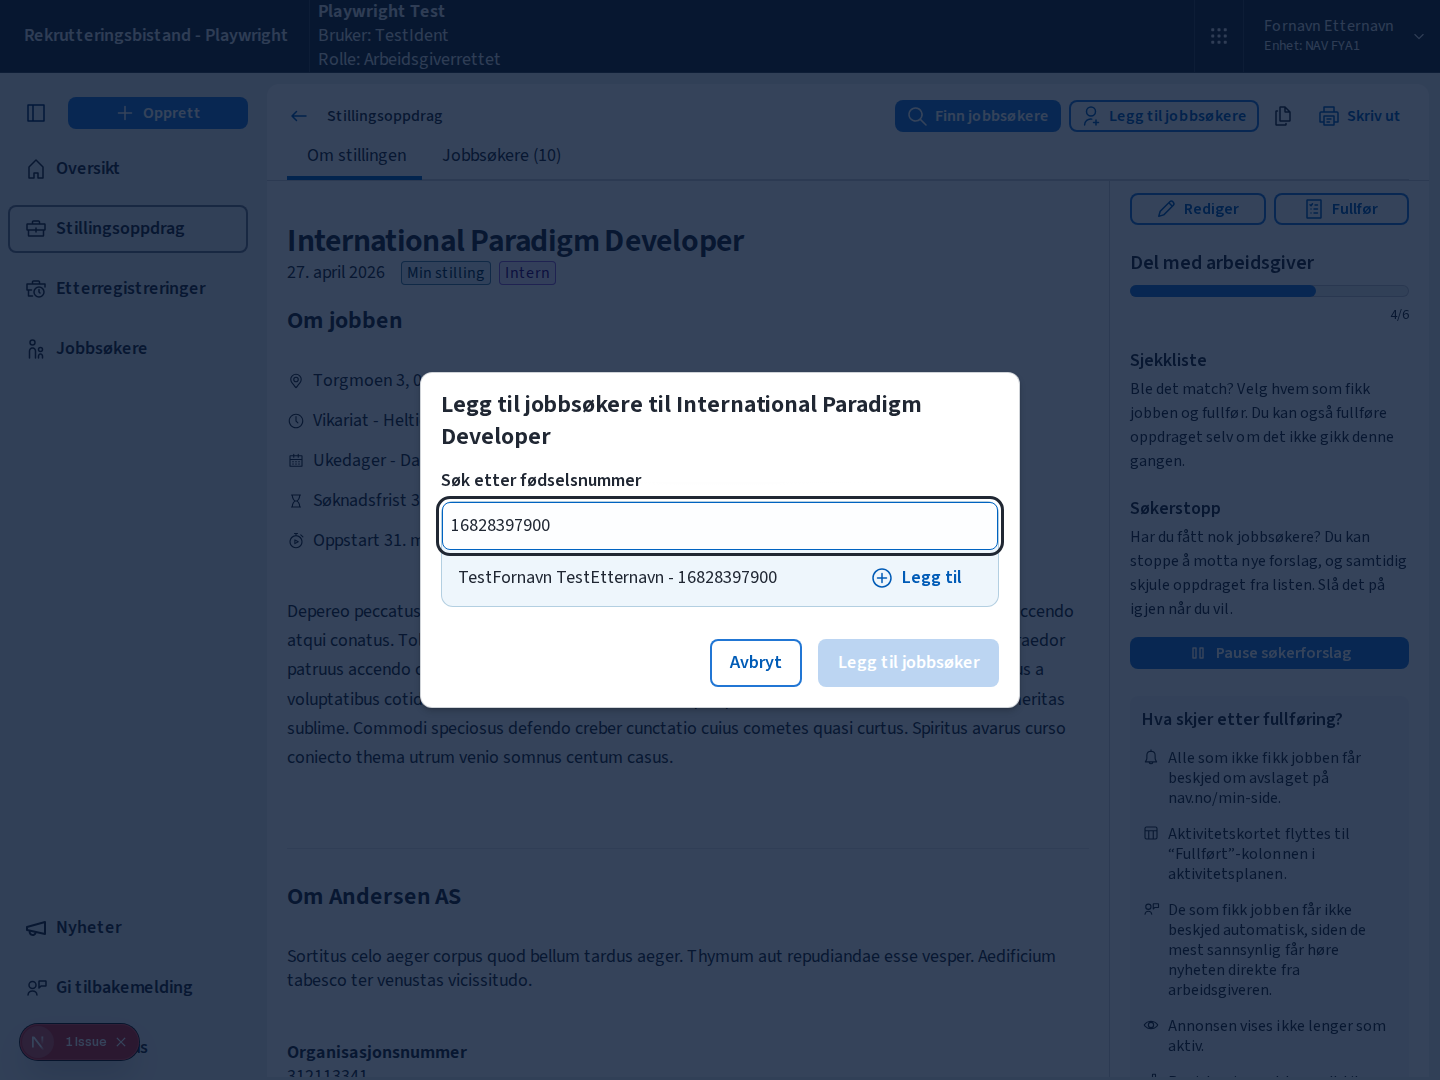 Rekrutteringsbistand - Playwright
Playwright Test
Bruker: TestIdent
Rolle: Arbeidsgiverrettet
Fornavn Etternavn
Enhet: NAV FYA1
Opprett
Oversikt
Stillingsoppdrag
Etterregistreringer
Jobbsøkere
Nyheter
Gi tilbakemelding
1 Issue
Stillingsoppdrag
Finn jobbsøkere
Legg til jobbsøkere
Skriv ut
Om stillingen
Jobbsøkere (10)
International Paradigm Developer
27. april 2026
Min stilling
Intern
Om jobben
Torgmoen 3, 0
Vikariat - Helti
Ukedager - Da
Søknadsfrist 3
Oppstart 31. m
Legg til jobbsøkere til International Paradigm
Developer
Søk etter fødselsnummer
16828397900
TestFornavn TestEtternavn - 16828397900
Legg til
Avbryt
Legg til jobbsøker
Depereo peccatus
atqui conatus.
patruus accendo
voluptatibus
sublime. Commodi speciosus defendo creber cunctatio cuius cometes quasi curtus. Spiritus avarus curso
coniecto thema utrum venio somnus centum casus.
Om Andersen AS
Sortitus celo aeger corpus quod bellum tardus aeger. Thymum aut repudiandae esse vesper. Aedificium
tabesco ter venustas vicissitudo.
Organisasjonsnummer
312113341
Rediger
Fullfør
Del med arbeidsgiver
4/6
Sjekkliste
Ble det match? Velg hvem som fikk
jobben og fullfør. Du kan også fullføre
oppdraget selv om det ikke gikk denne
gangen.
Søkerstopp
Har du fått nok jobbsøkere? Du kan
stoppe å motta nye forslag, og samtidig
skjule oppdraget fra listen. Slå det på
igjen når du vil.
Pause søkerforslag
Hva skjer etter fullføring?
Alle som ikke fikk jobben får
beskjed om avslaget på
nav.no/min-side.
Aktivitetskortet flyttes til
“Fullført”-kolonnen i
aktivitetsplanen.
De som fikk jobben får ikke
beskjed automatisk, siden de
mest sannsynlig får høre
nyheten direkte fra
arbeidsgiveren.
Annonsen vises ikke lenger som
aktiv.